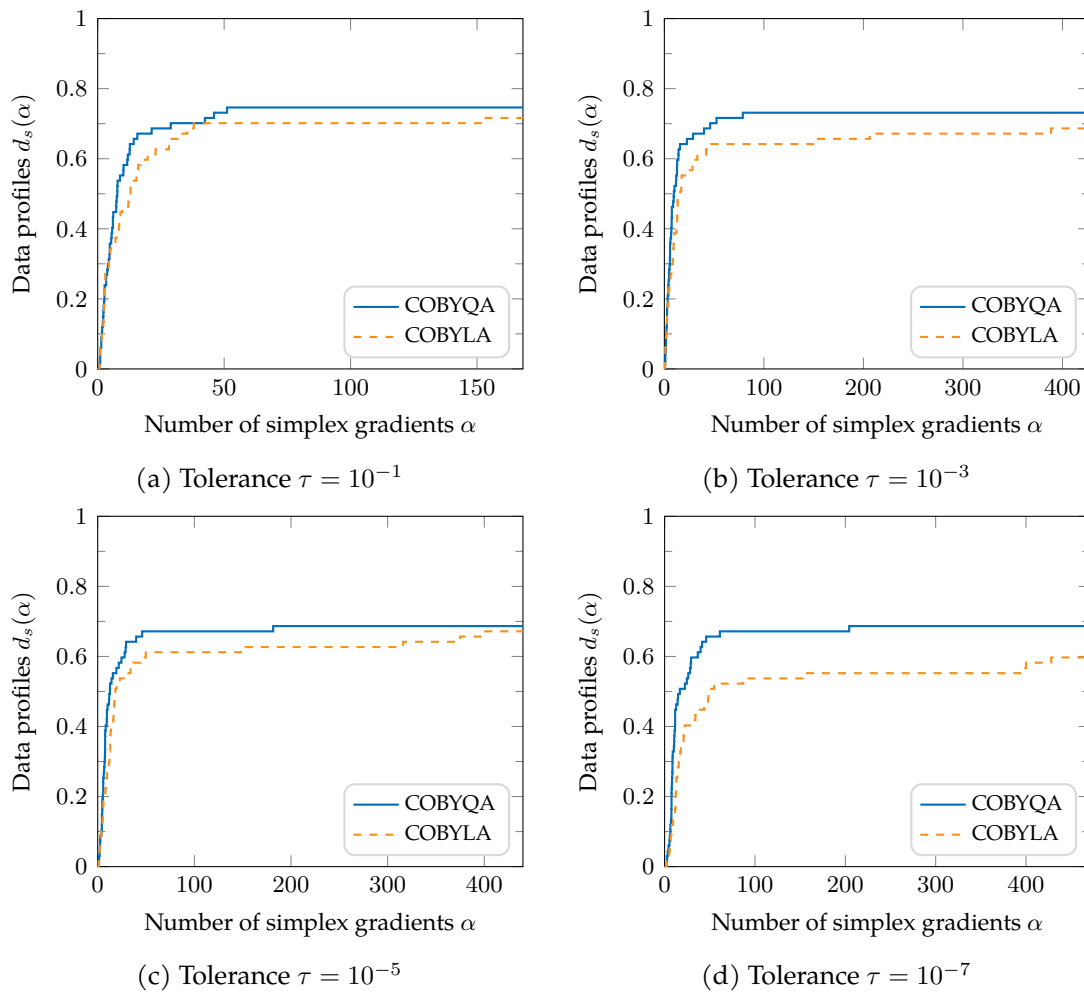 1
0.8
0.6
0.4
0.2
0
0 50 100 150
Data profiles d_s(α)
Number of simplex gradients α
COBYQA
COBYLA
(a) Tolerance τ = 10⁻¹
1
0.8
0.6
0.4
0.2
0
0 100 200 300 400
Data profiles d_s(α)
Number of simplex gradients α
COBYQA
COBYLA
(b) Tolerance τ = 10⁻³
1
0.8
0.6
0.4
0.2
0
0 100 200 300 400
Data profiles d_s(α)
Number of simplex gradients α
COBYQA
COBYLA
(c) Tolerance τ = 10⁻⁵
1
0.8
0.6
0.4
0.2
0
0 100 200 300 400
Data profiles d_s(α)
Number of simplex gradients α
COBYQA
COBYLA
(d) Tolerance τ = 10⁻⁷